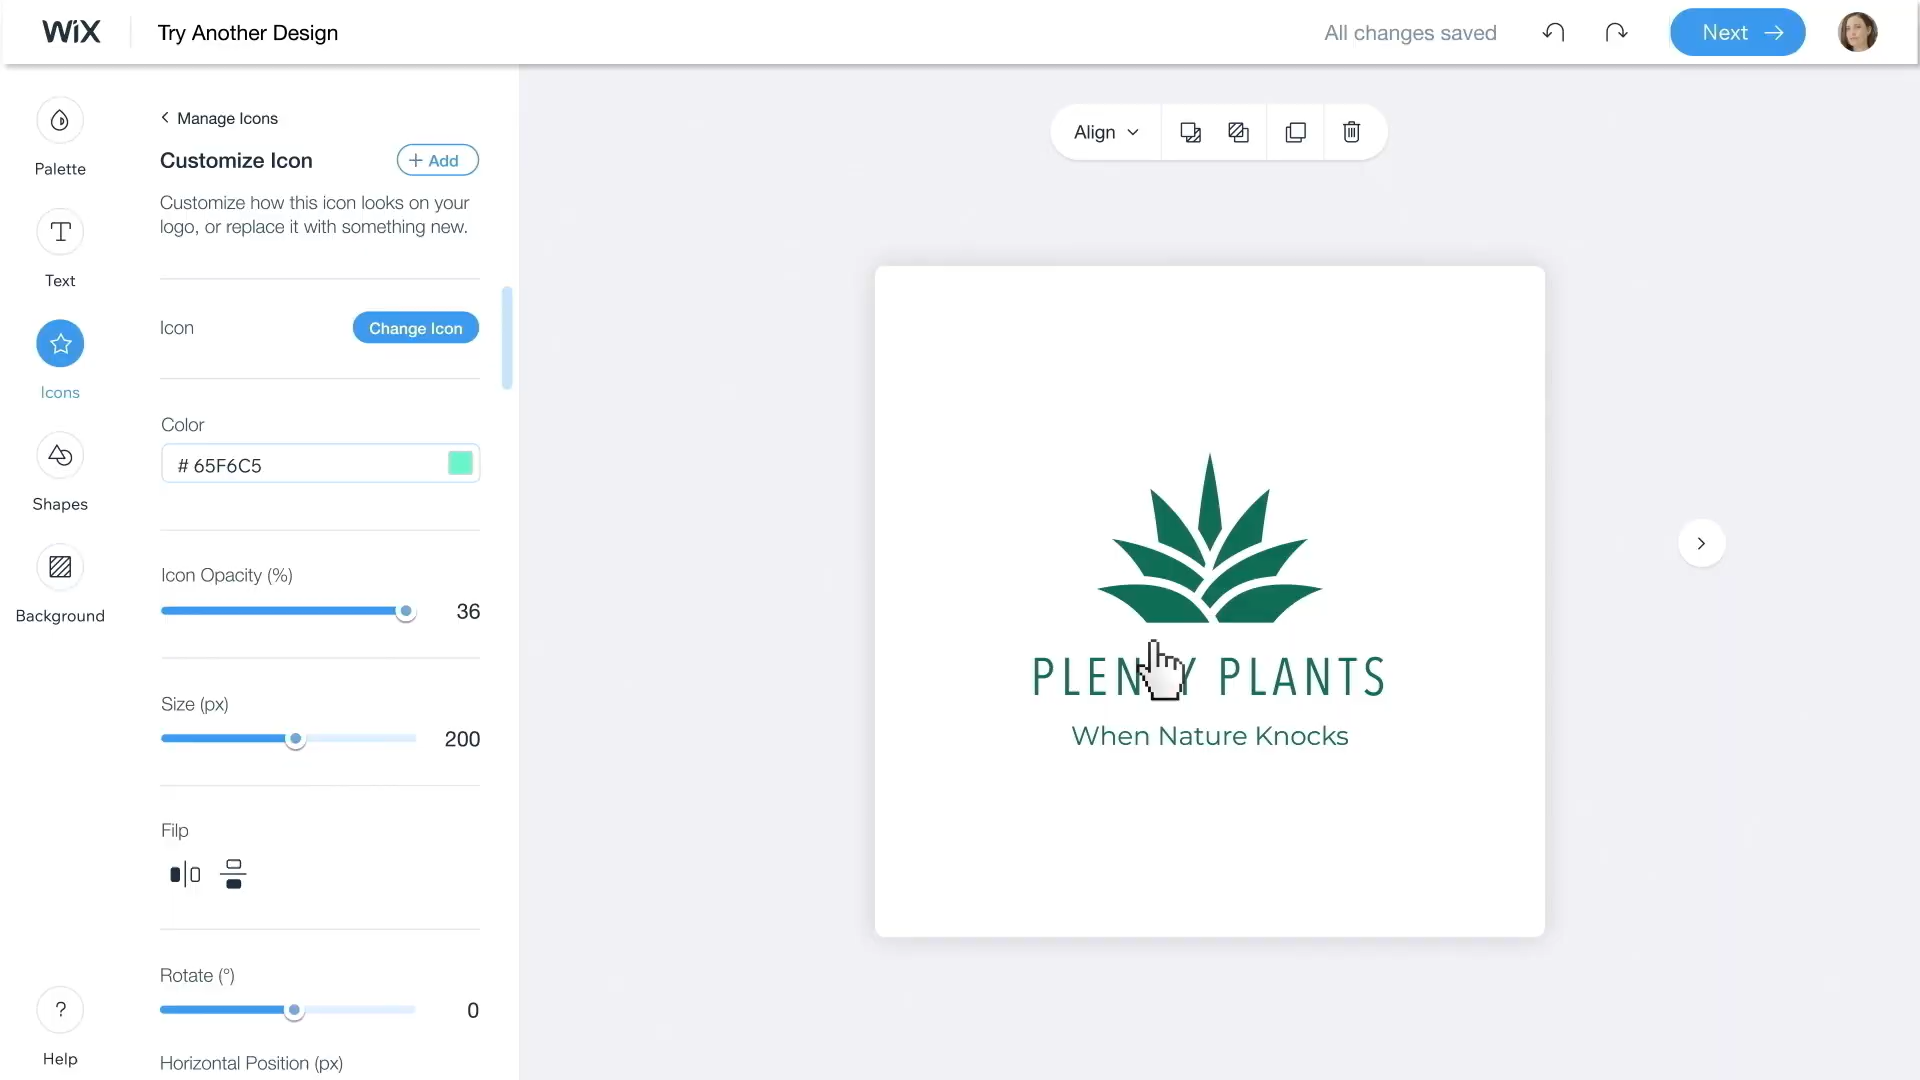 WiX
Try Another Design
All changes saved
Next
Palette
Text
Icons
Shapes
Background
? 
Help
Manage Icons
Customize Icon
+ Add
Customize how this icon looks on your
logo, or replace it with something new.
Icon
Change Icon
Color
# 65F6C5
Icon Opacity (%)
36
Size (px)
200
Filp
Rotate (°)
0
Horizontal Position (px)
Align
PLEN Y PLANTS
When Nature Knocks